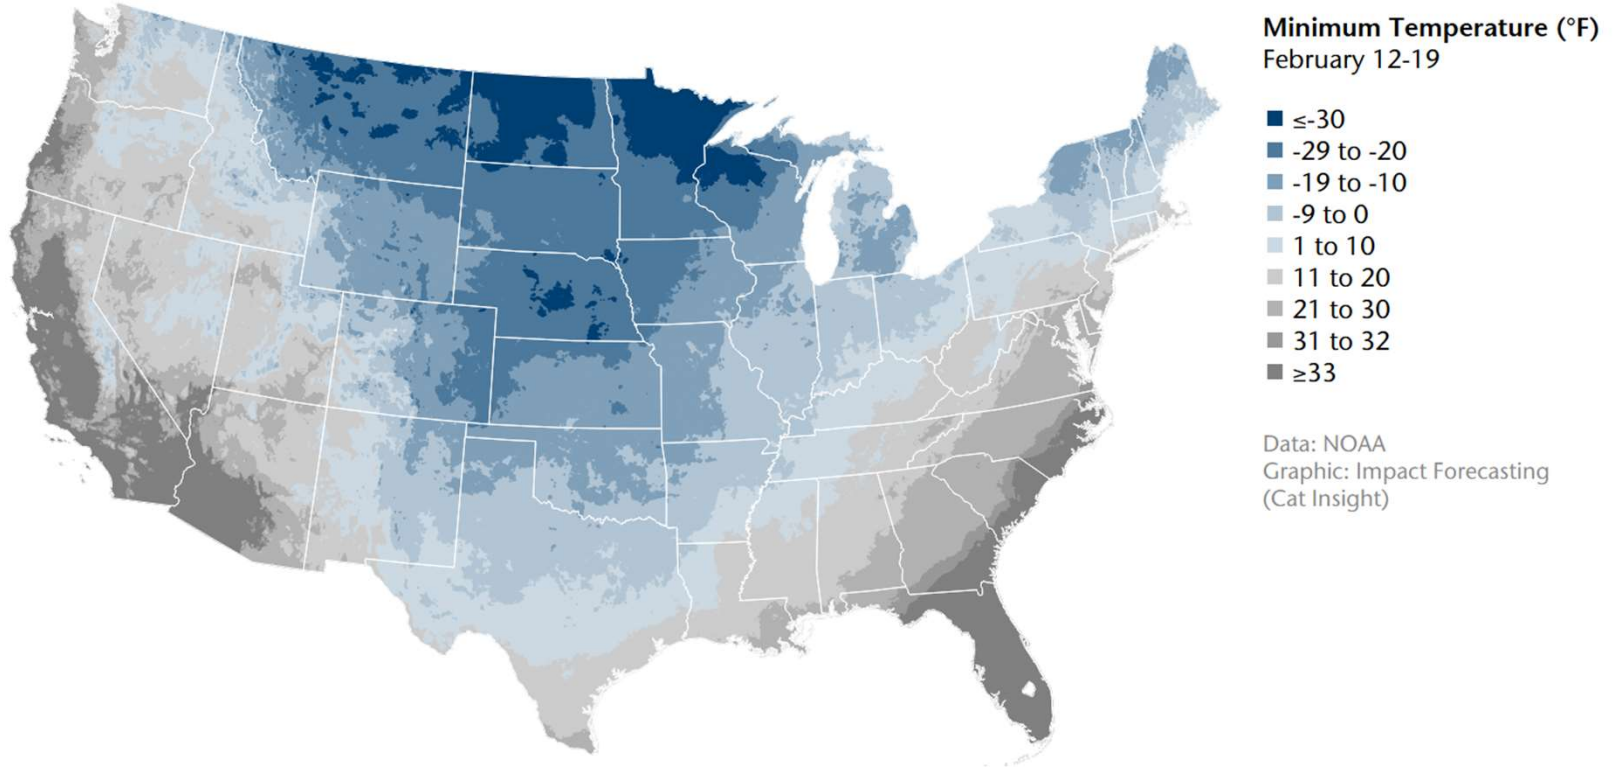 Minimum Temperature (°F)
February 12-19
≤-30
-29 to -20
-19 to -10
-9 to 0
1 to 10
11 to 20
21 to 30
31 to 32
≥33
Data: NOAA
Graphic: Impact Forecasting
(Cat Insight)